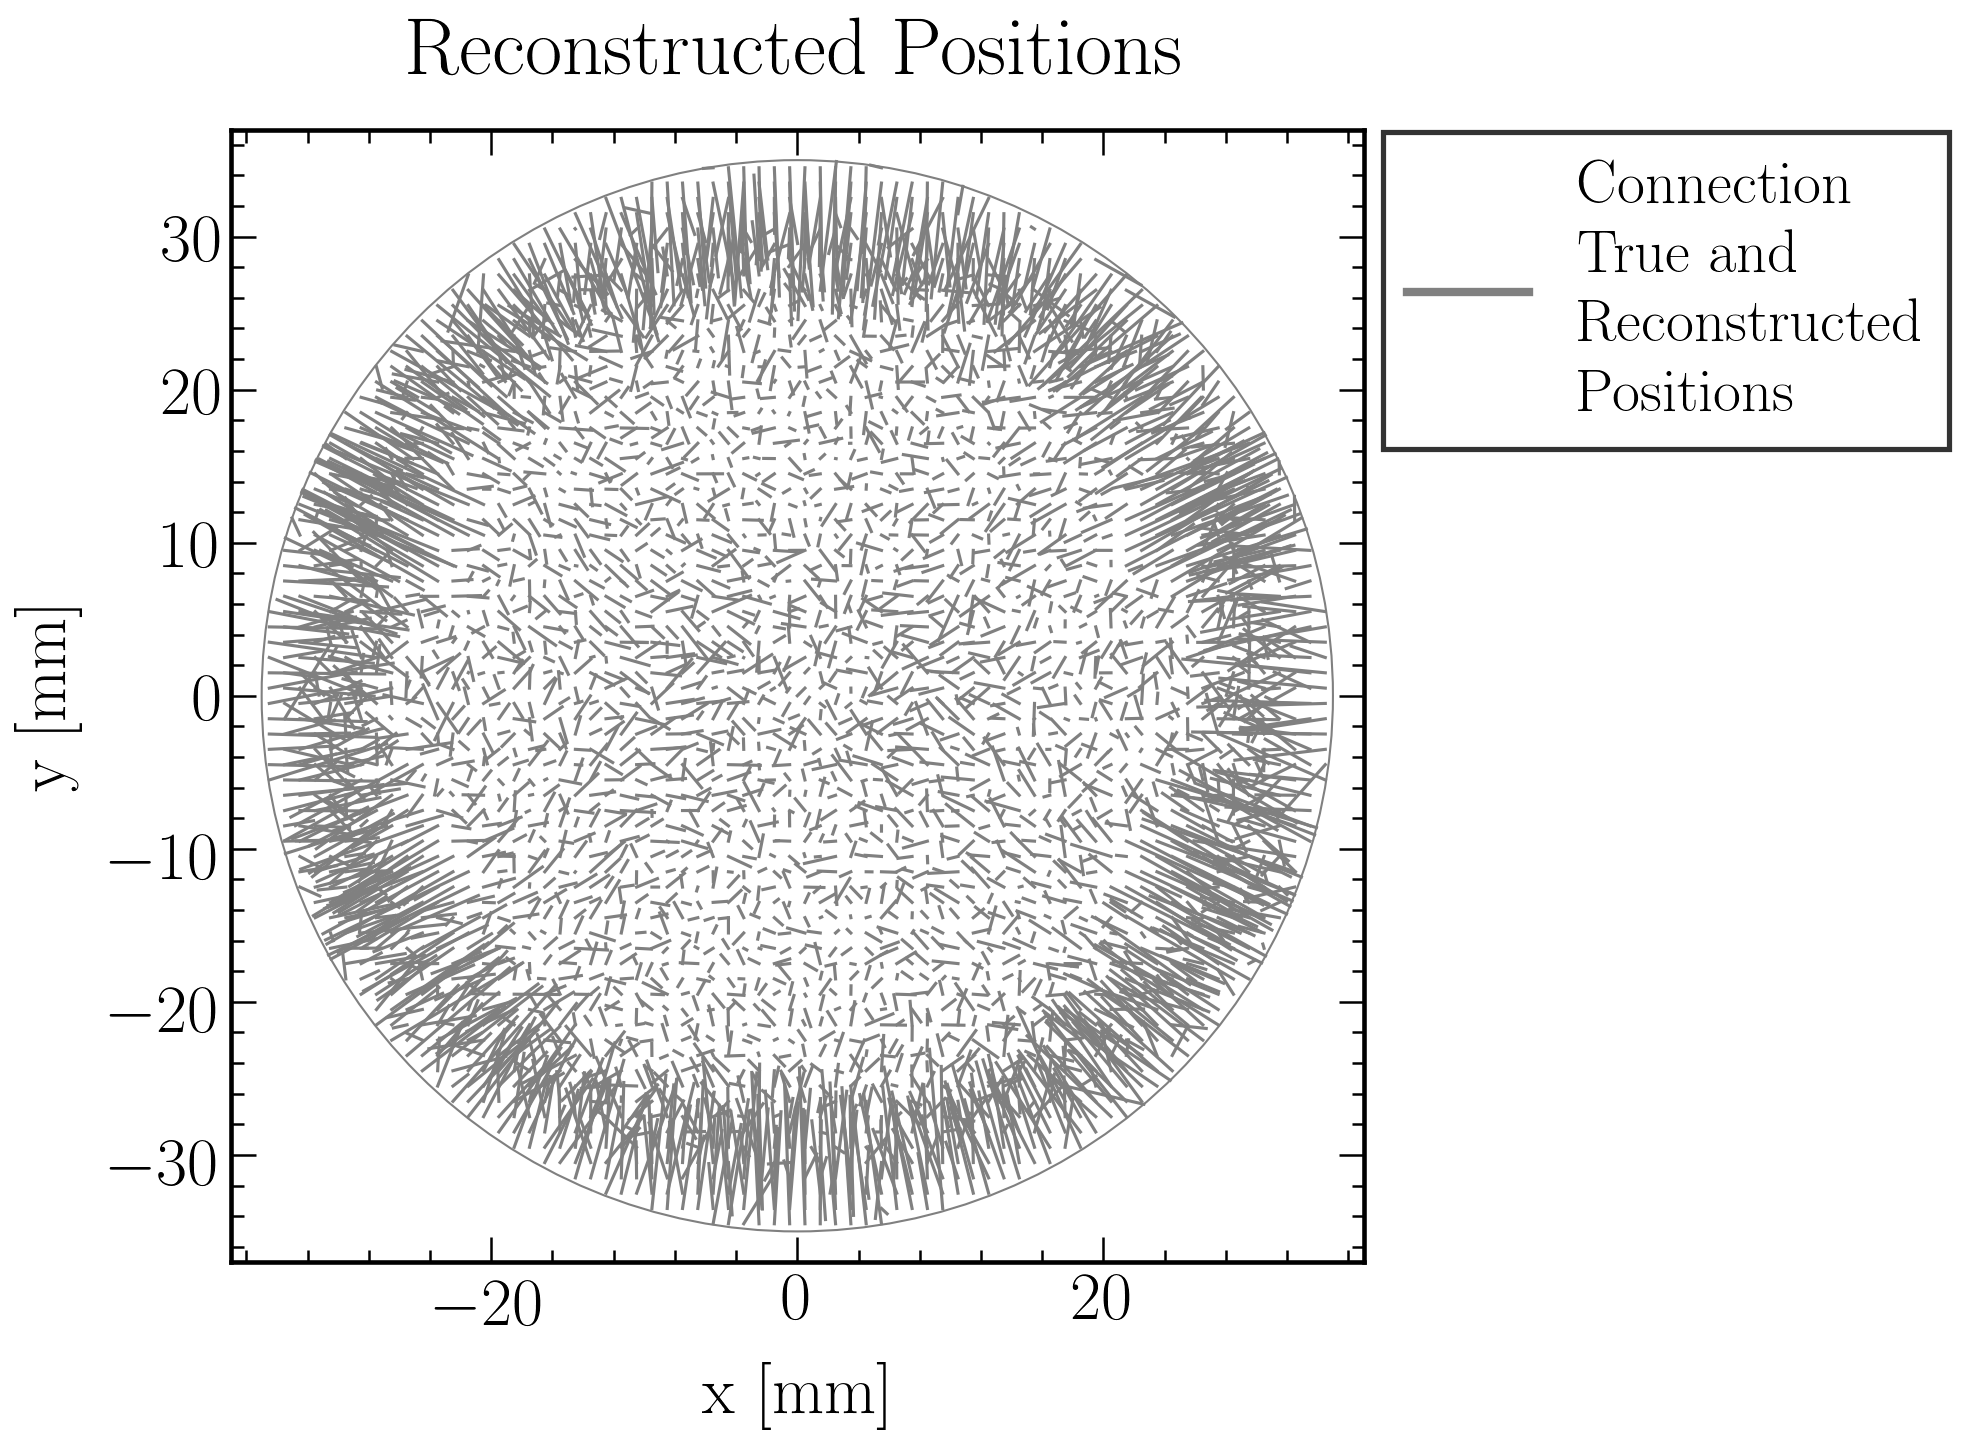 Reconstructed Positions
Connection
True and
Reconstructed
Positions
30
20
10
0
−10
−20
−30
y [mm]
−20 0 20
x [mm]